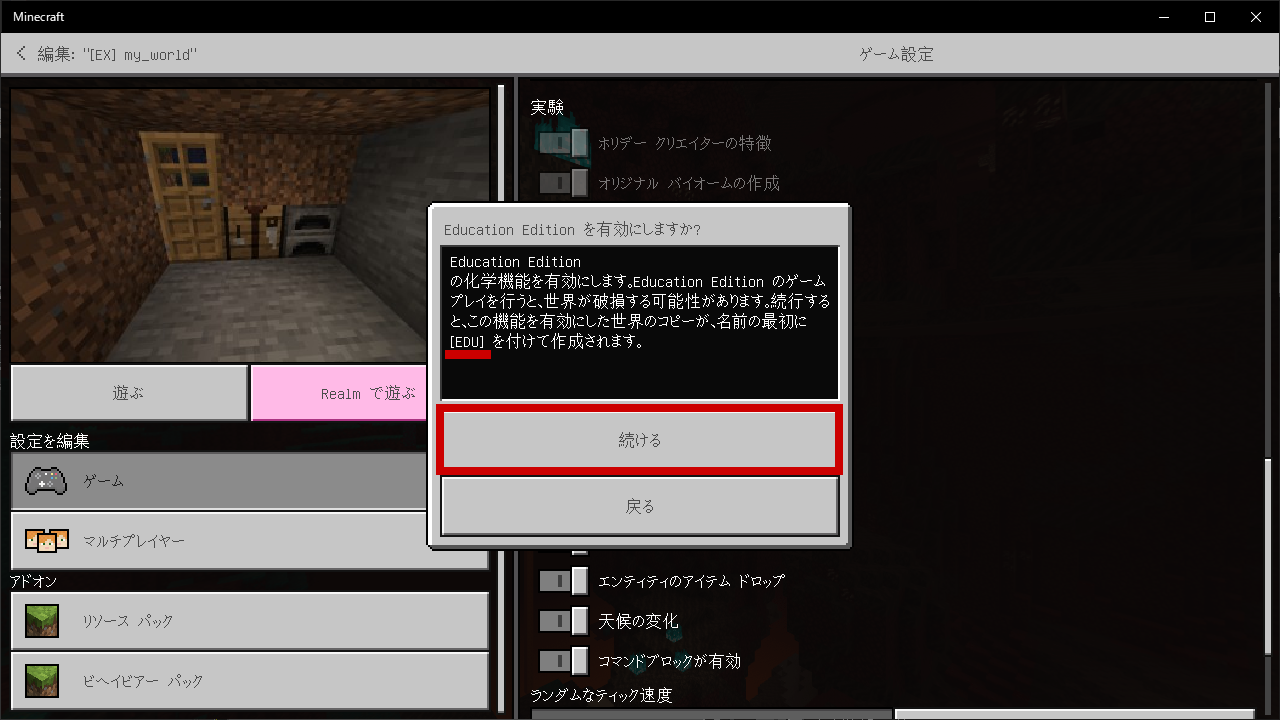 Minecraft
編集: "[EX] my_world"
ゲーム設定
実験
ホリデー クリエイターの特徴
オリジナル バイオームの作成
Education Edition を有効にしますか?
Education Edition
の化学機能を有効にします。Education Edition のゲーム
プレイを行うと、世界が破損する可能性があります。続行する
と、この機能を有効にした世界のコピーが、名前の最初に
[EDU] を付けて作成されます。
続ける
戻る
遊ぶ
Realm で遊ぶ
設定を編集
ゲーム
マルチプレイヤー
アドオン
リソース パック
ビヘイビアー パック
エンティティのアイテム ドロップ
天候の変化
コマンドブロックが有効
ランダムなティック速度